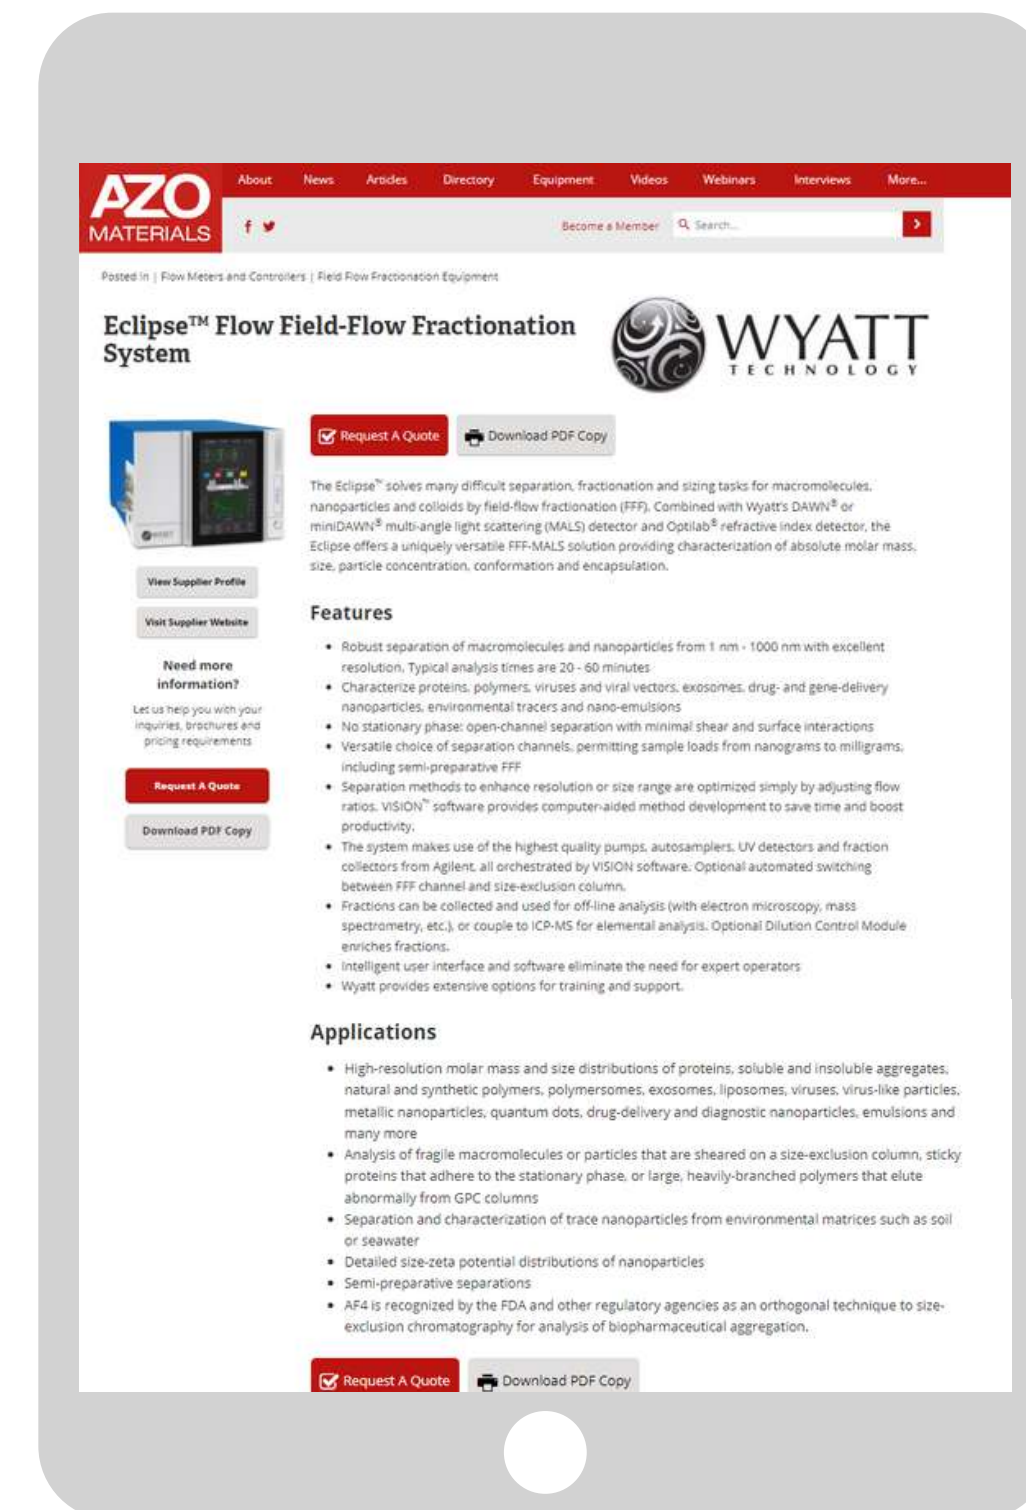 AZO
MATERIALS
About News Articles Directory Equipment Videos Webinars Interviews More...
Become a Member Search...
Posted in | Flow Meters and Controllers | Field Flow Fractionation Equipment
Eclipse™ Flow Field-Flow Fractionation
System
WYATT
TECHNOLOGY
WYATT
View Supplier Profile
Visit Supplier Website
Need more
information?
Let us help you with your
inquiries, brochures and
pricing requirements
Request A Quote
Download PDF Copy
Request A Quote Download PDF Copy
The Eclipse™ solves many difficult separation, fractionation and sizing tasks for macromolecules,
nanoparticles and colloids by field-flow fractionation (FFF). Combined with Wyatt's DAWN® or
miniDAWN® multi-angle light scattering (MALS) detector and Optilab® refractive index detector, the
Eclipse offers a uniquely versatile FFF-MALS solution providing characterization of absolute molar mass,
size, particle concentration, conformation and encapsulation.
Features
• Robust separation of macromolecules and nanoparticles from 1 nm - 1000 nm with excellent
resolution. Typical analysis times are 20 - 60 minutes
• Characterize proteins, polymers, viruses and viral vectors, exosomes, drug- and gene-delivery
nanoparticles, environmental tracers and nano-emulsions
• No stationary phase: open-channel separation with minimal shear and surface interactions
• Versatile choice of separation channels, permitting sample loads from nanograms to milligrams,
including semi-preparative FFF
• Separation methods to enhance resolution or size range are optimized simply by adjusting flow
ratios. VISION™ software provides computer-aided method development to save time and boost
productivity.
• The system makes use of the highest quality pumps, autosamplers, UV detectors and fraction
collectors from Agilent, all orchestrated by VISION software. Optional automated switching
between FFF channel and size-exclusion column.
• Fractions can be collected and used for off-line analysis (with electron microscopy, mass
spectrometry, etc.), or couple to ICP-MS for elemental analysis. Optional Dilution Control Module
enriches fractions.
• Intelligent user interface and software eliminate the need for expert operators
• Wyatt provides extensive options for training and support.
Applications
• High-resolution molar mass and size distributions of proteins, soluble and insoluble aggregates,
natural and synthetic polymers, polymersomes, exosomes, liposomes, viruses, virus-like particles,
metallic nanoparticles, quantum dots, drug-delivery and diagnostic nanoparticles, emulsions and
many more
• Analysis of fragile macromolecules or particles that are sheared on a size-exclusion column, sticky
proteins that adhere to the stationary phase, or large, heavily-branched polymers that elute
abnormally from GPC columns
• Separation and characterization of trace nanoparticles from environmental matrices such as soil
or seawater
• Detailed size-zeta potential distributions of nanoparticles
• Semi-preparative separations
• AF4 is recognized by the FDA and other regulatory agencies as an orthogonal technique to size-
exclusion chromatography for analysis of biopharmaceutical aggregation.
Request A Quote Download PDF Copy